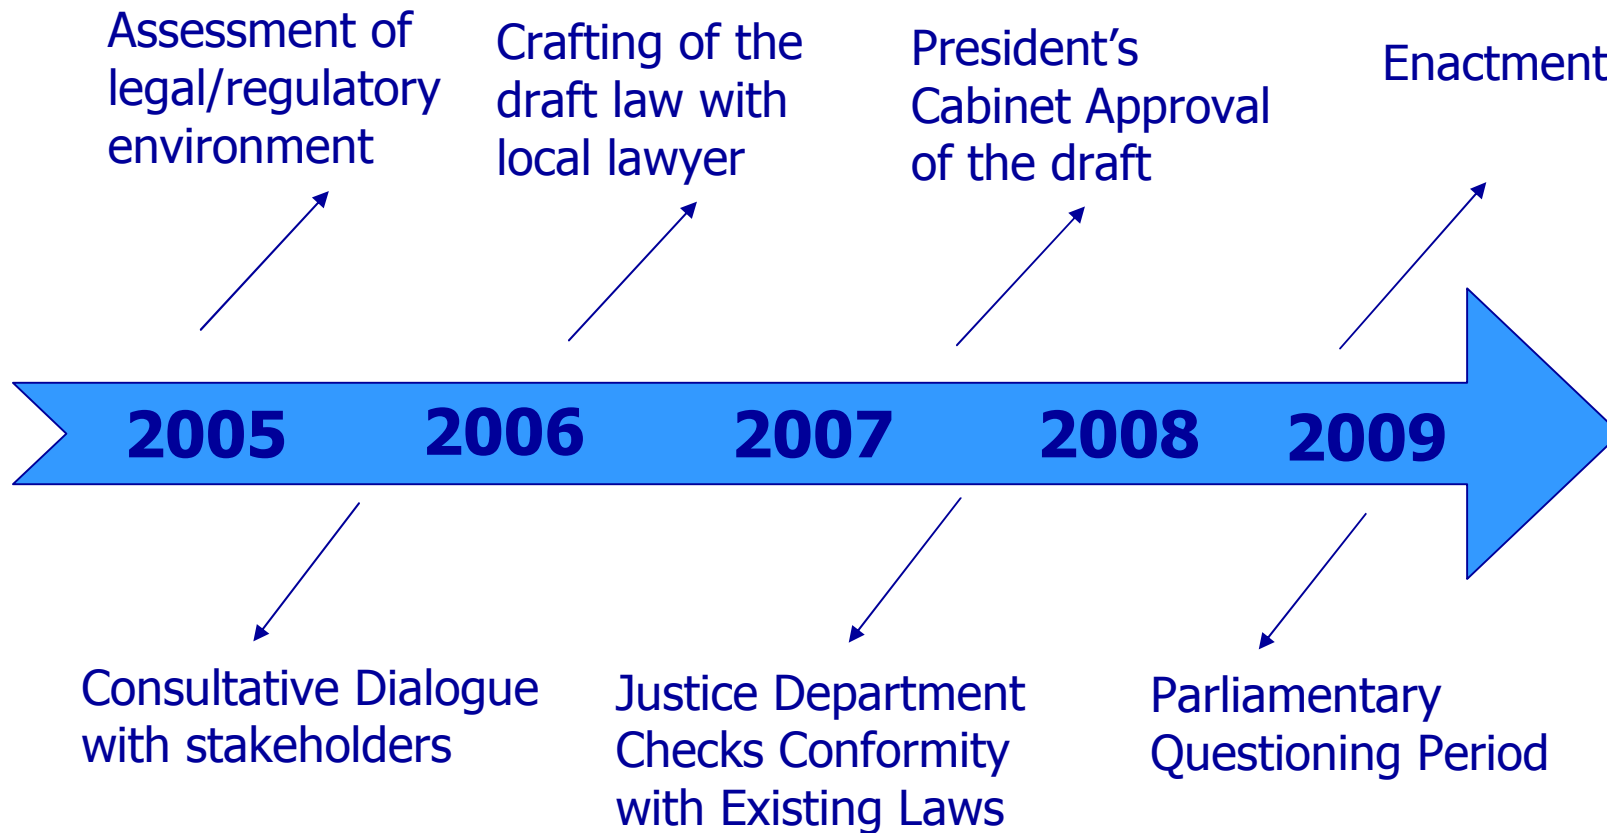 Assessment of
legal/regulatory
environment
Crafting of the
draft law with
local lawyer
President’s
Cabinet Approval
of the draft
Enactment
2005 2006 2007 2008 2009
Consultative Dialogue
with stakeholders
Justice Department
Checks Conformity
with Existing Laws
Parliamentary
Questioning Period